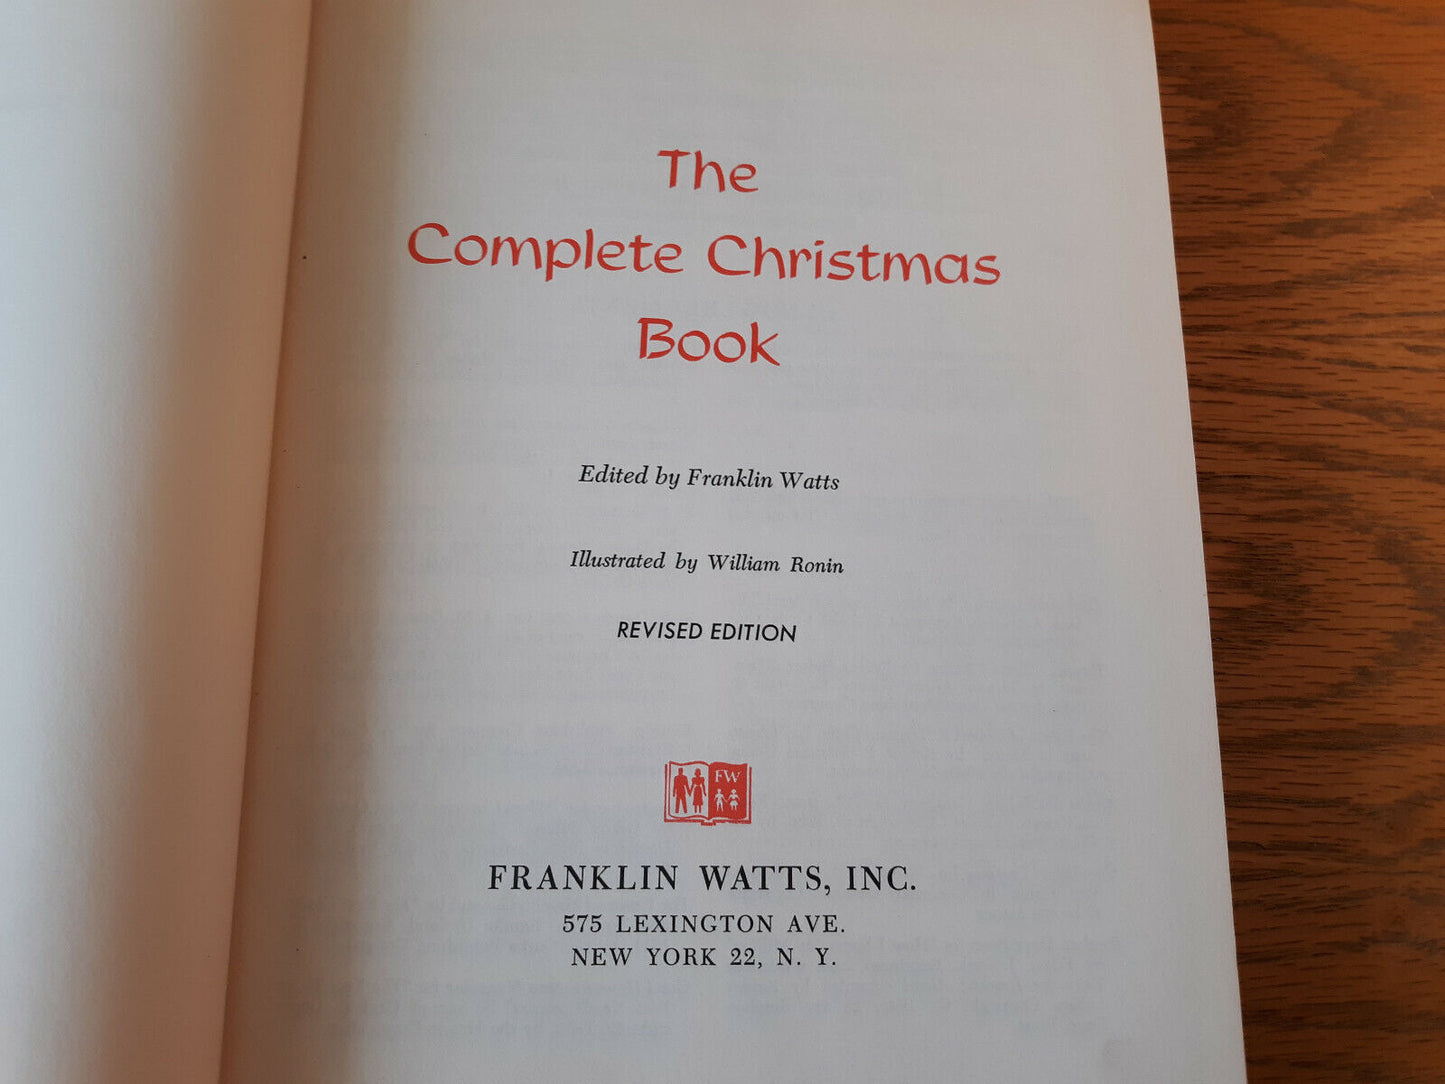 The
Complete Christmas
Book
Edited by Franklin Watts
Illustrated by William Ronin
REVISED EDITION
FW
FRANKLIN WATTS, INC.
575 LEXINGTON AVE.
NEW YORK 22, N. Y.